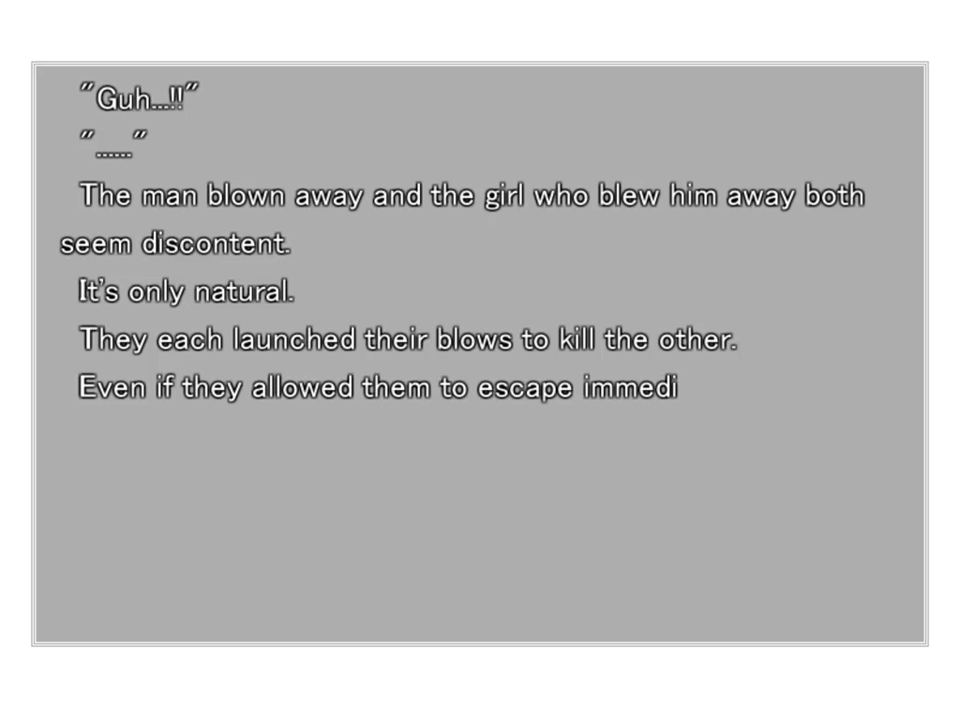 "Guh...!!"
"......"
The man blown away and the girl who blew him away both
seem discontent.
It's only natural.
They each launched their blows to kill the other.
Even if they allowed them to escape immedi